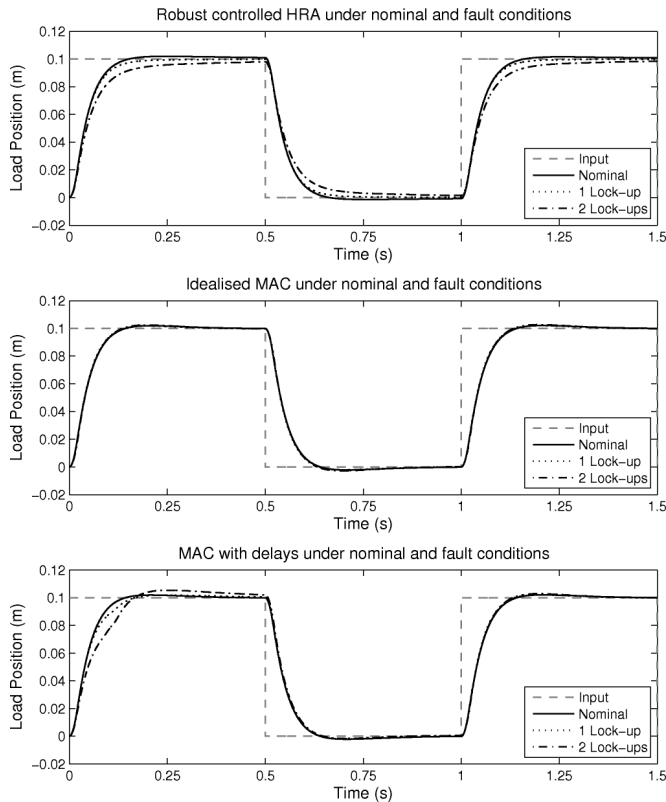 Robust controlled HRA under nominal and fault conditions
0.12
0.1
0.08
0.06
0.04
0.02
0
−0.02
Load Position (m)
Input
Nominal
1 Lock−up
2 Lock−ups
0 0.25 0.5 0.75 1 1.25 1.5
Time (s)
Idealised MAC under nominal and fault conditions
0.12
0.1
0.08
0.06
0.04
0.02
0
−0.02
Load Position (m)
Input
Nominal
1 Lock−up
2 Lock−ups
0 0.25 0.5 0.75 1 1.25 1.5
Time (s)
MAC with delays under nominal and fault conditions
0.12
0.1
0.08
0.06
0.04
0.02
0
−0.02
Load Position (m)
Input
Nominal
1 Lock−up
2 Lock−ups
0 0.25 0.5 0.75 1 1.25 1.5
Time (s)